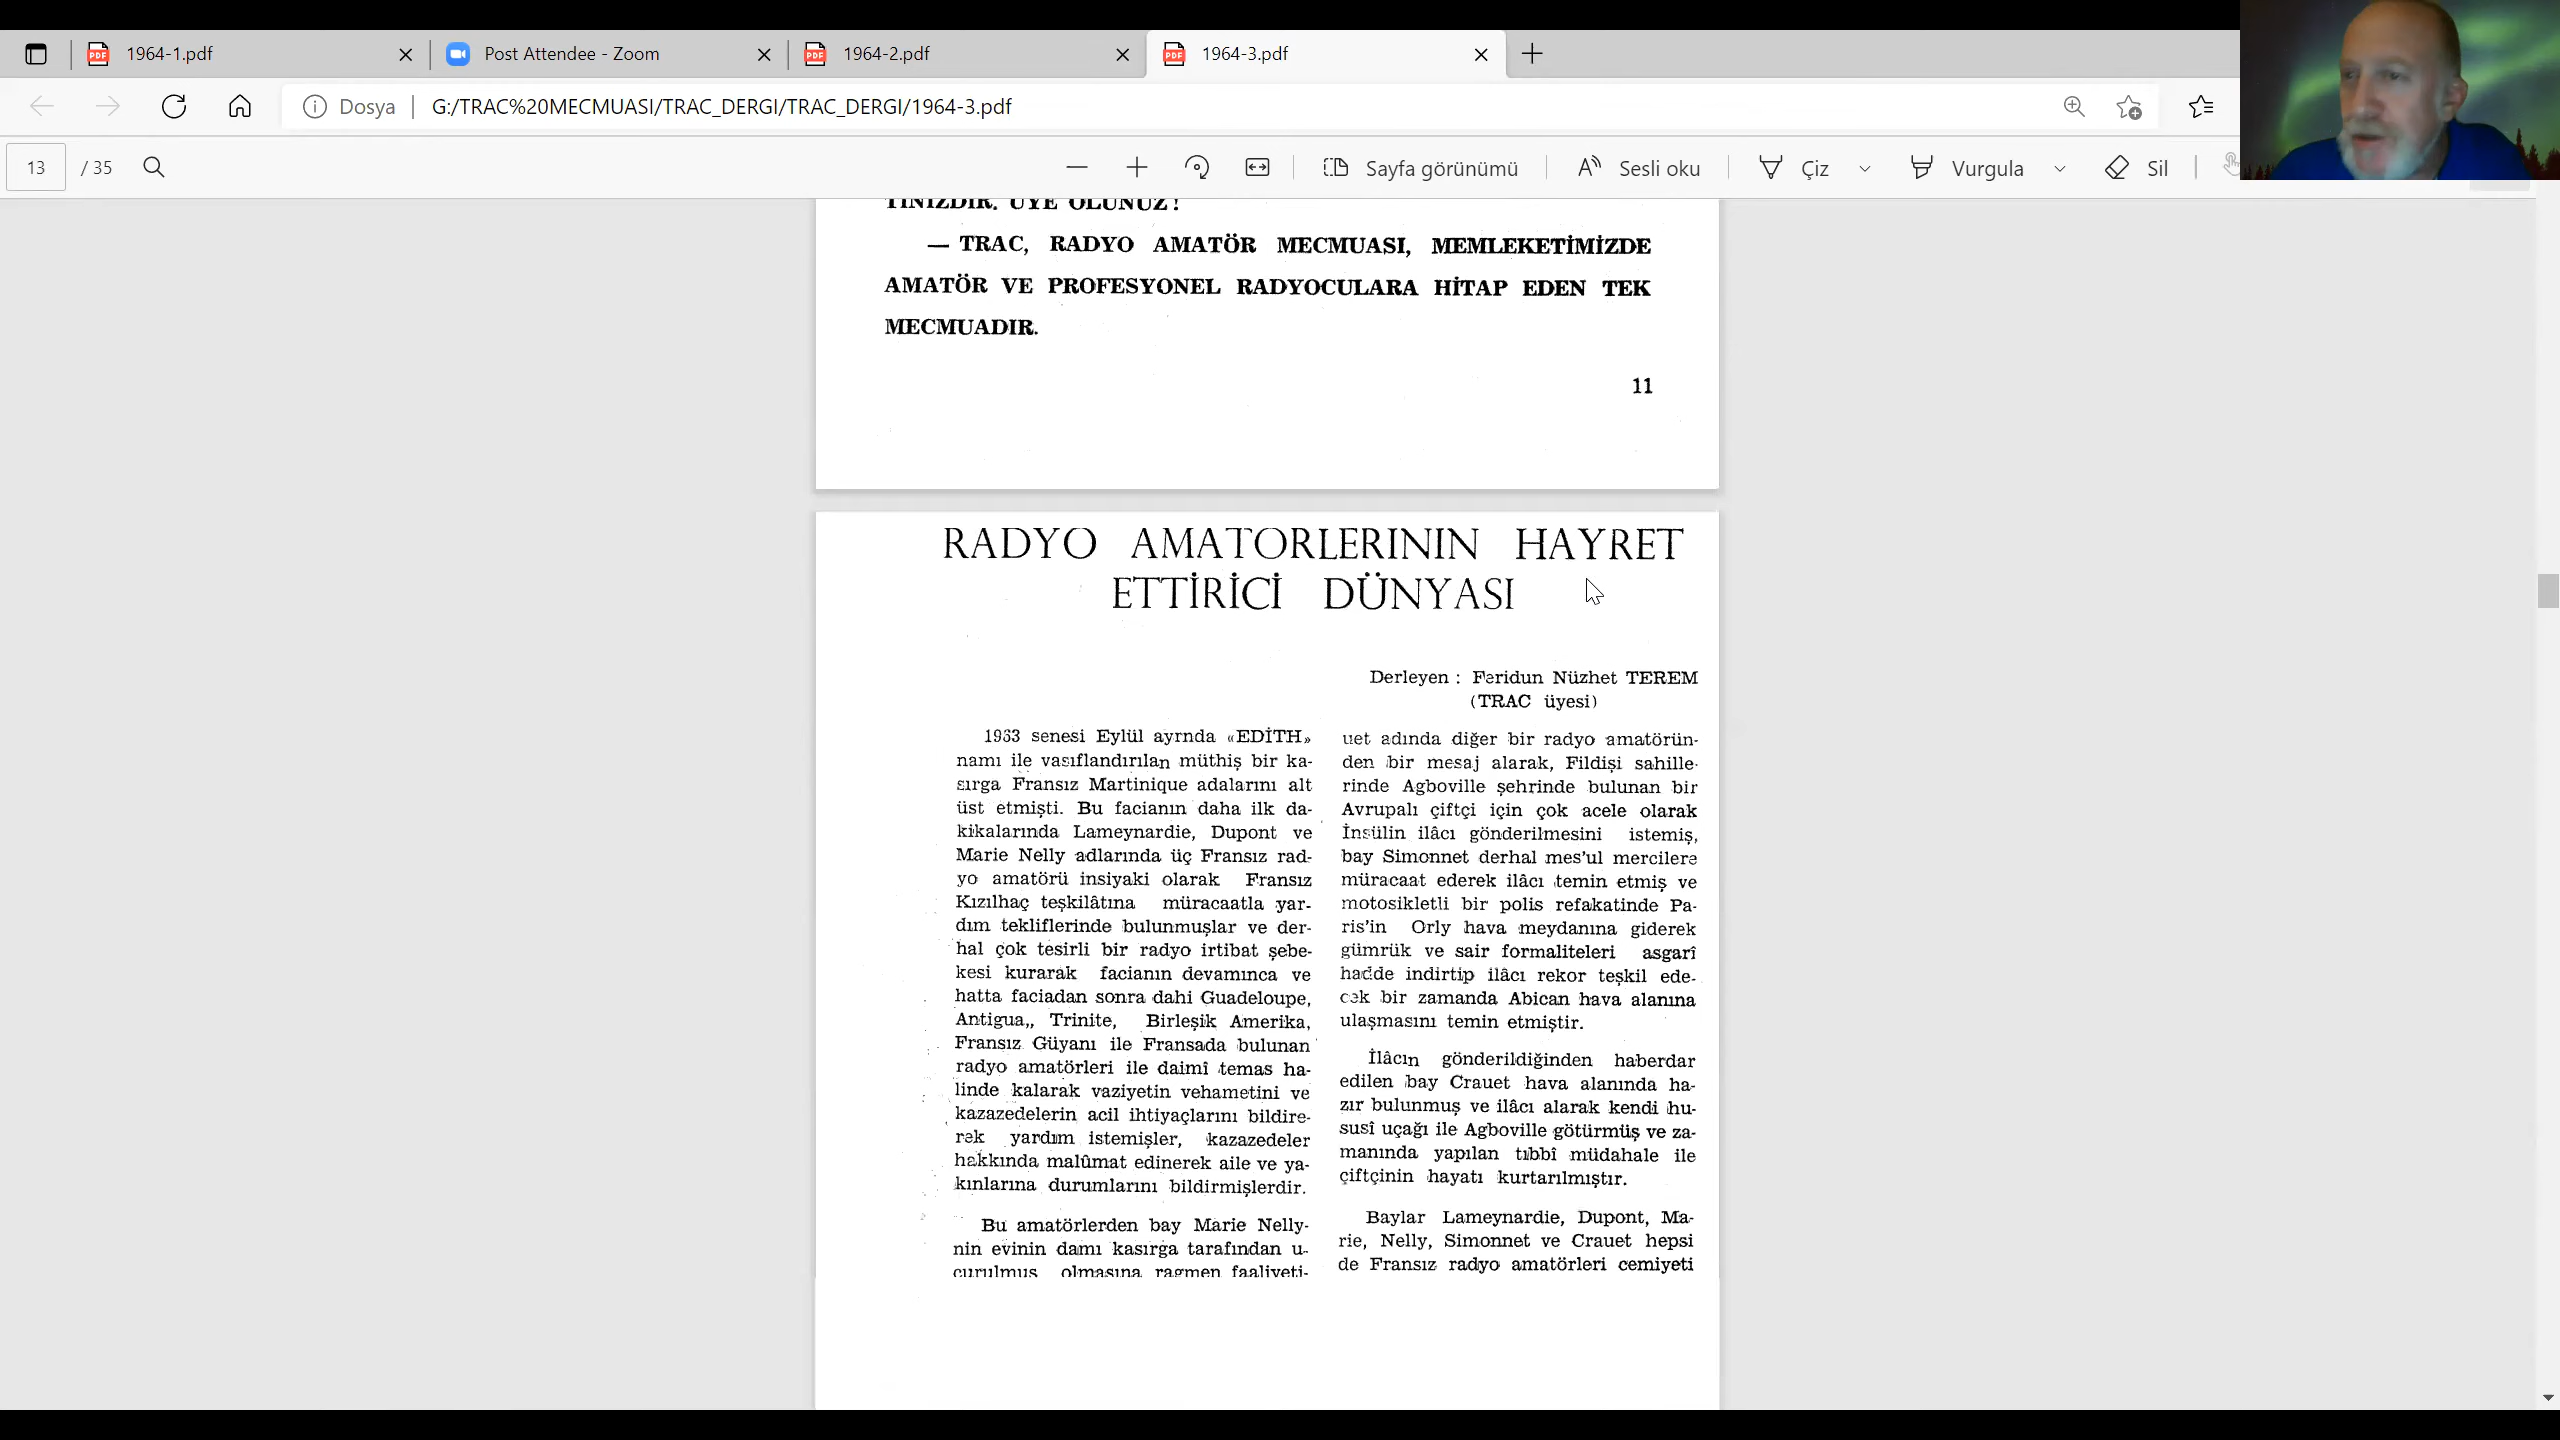 1964-1.pdf
Post Attendee - Zoom
1964-2.pdf
1964-3.pdf
Dosya
G:/TRAC%20MECMUASI/TRAC_DERGI/TRAC_DERGI/1964-3.pdf
13
/ 35
Sayfa görünümü
Sesli oku
Çiz
Vurgula
Sil
TİNİZDİR. ÜYE OLUNUZ!
— TRAC, RADYO AMATÖR MECMUASI, MEMLEKETİMİZDE
AMATÖR VE PROFESYONEL RADYOCULARA HİTAP EDEN TEK
MECMUADIR.
11
RADYO AMATORLERININ HAYRET
ETTİRİCİ DÜNYASI
Derleyen : Feridun Nüzhet TEREM
(TRAC üyesi)
1963 senesi Eylül ayrnda «EDİTH»
namı ile vasıflandırılan müthiş bir ka-
sırga Fransız Martinique adalarını alt
üst etmişti. Bu facianın daha ilk da-
kikalarında Lameynardie, Dupont ve
Marie Nelly adlarında üç Fransız rad-
yo amatörü insiyaki olarak Fransız
Kızılhaç teşkilâtına müracaatla yar-
dım tekliflerinde bulunmuşlar ve der-
hal çok tesirli bir radyo irtibat şebe-
kesi kurarak facianın devamınca ve
hatta faciadan sonra dahi Guadeloupe,
Antigua,, Trinite, Birleşik Amerika,
Fransız Güyanı ile Fransada bulunan
radyo amatörleri ile daimî temas ha-
linde kalarak vaziyetin vehametini ve
kazazedelerin acil ihtiyaçlarını bildire-
rek yardım istemişler, kazazedeler
hakkında malûmat edinerek aile ve ya-
kınlarına durumlarını bildirmişlerdir.
Bu amatörlerden bay Marie Nelly-
nin evinin damı kasırga tarafından u-
çurulmuş olmasına ragmen faaliyeti-
uet adında diğer bir radyo amatörün-
den bir mesaj alarak, Fildişi sahille-
rinde Agboville şehrinde bulunan bir
Avrupalı çiftçi için çok acele olarak
İnsülin ilâcı gönderilmesini istemiş,
bay Simonnet derhal mes'ul mercilere
müracaat ederek ilâcı temin etmiş ve
motosikletli bir polis refakatinde Pa-
ris'in Orly hava meydanına giderek
gümrük ve sair formaliteleri asgarî
hadde indirtip ilâcı rekor teşkil ede-
cek bir zamanda Abican hava alanına
ulaşmasını temin etmiştir.
İlâcın gönderildiğinden haberdar
edilen bay Crauet hava alanında ha-
zır bulunmuş ve ilâcı alarak kendi hu-
susî uçağı ile Agboville götürmüş ve za-
manında yapılan tıbbî müdahale ile
çiftçinin hayatı kurtarılmıştır.
Baylar Lameynardie, Dupont, Ma-
rie, Nelly, Simonnet ve Crauet hepsi
de Fransız radyo amatörleri cemiyeti